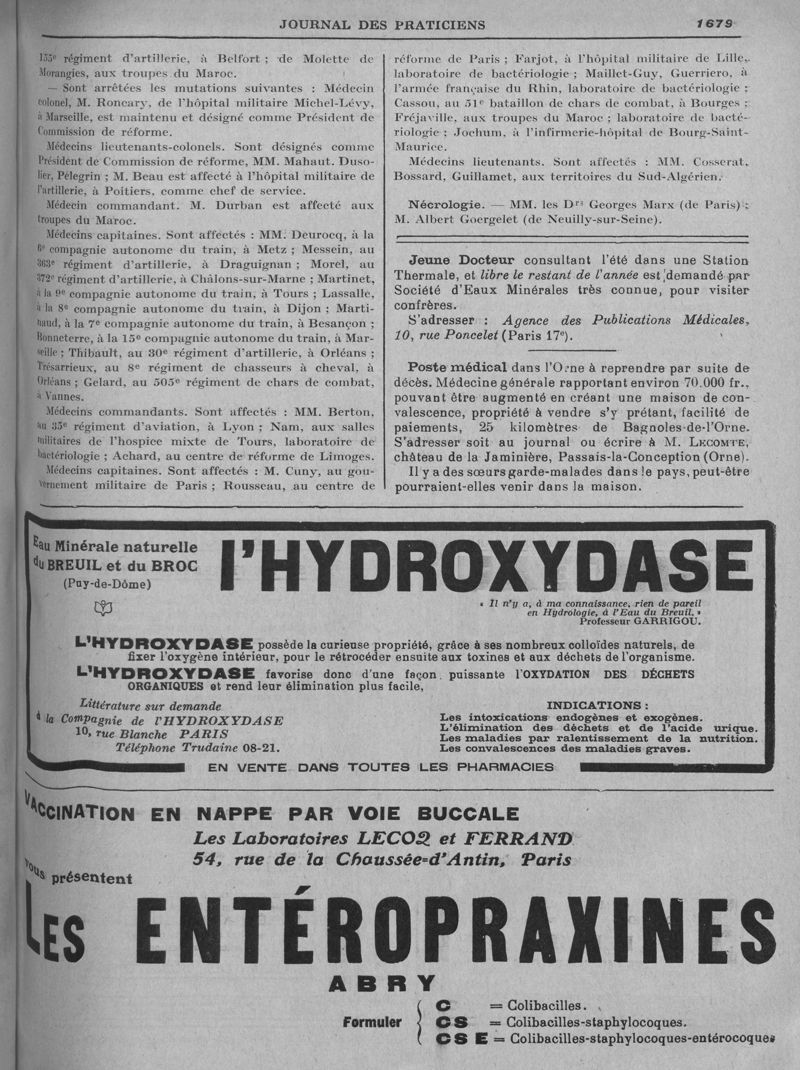 JOURNAL DES PRATICIENS 1679
155e régiment d'artillerie, à Belfort ; de Molette de
Morangies, aux troupes du Maroc.
— Sont arrêtées les mutations suivantes : Médecin
colonel, M. Roncary, de l'hôpital militaire Michel-Lévy,
à Marseille, est maintenu et désigné comme Président de
Commission de réforme.
Médecins lieutenants-colonels. Sont désignés comme
Président de Commission de réforme, MM. Mahaut, Duso-
lier, Pélegrin ; M. Beau est affecté à l'hôpital militaire de
l'artillerie, à Poitiers, comme chef de service.
Médecin commandant. M. Durban est affecté aux
troupes du Maroc.
Médecins capitaines. Sont affectés : MM. Deurocq, à la
6e compagnie autonome du train, à Metz ; Messein, au
363e régiment d'artillerie, à Draguignan ; Morel, au
372e régiment d'artillerie, à Châlons-sur-Marne ; Martinet,
à la 9e compagnie autonome du train, à Tours ; Lassalle,
à la 8e compagnie autonome du train, à Dijon ; Marti-
naud, à la 7e compagnie autonome du train, à Besançon ;
Bonneterre, à la 15e compagnie autonome du train, à Mar-
seille ; Thibault, au 30e régiment d'artillerie, à Orléans ;
Trésarrieux, au 8e régiment de chasseurs à cheval, à
Orléans ; Gelard, au 505e régiment de chars de combat,
à Vannes.
Médecins commandants. Sont affectés : MM. Berton,
au 35e régiment d'aviation, à Lyon ; Nam, aux salles
militaires de l'hospice mixte de Tours, laboratoire de
bactériologie ; Achard, au centre de réforme de Limoges.
Médecins capitaines. Sont affectés : M. Cuny, au gou-
vernement militaire de Paris ; Rousseau, au centre de
réforme de Paris ; Farjot, à l'hôpital militaire de Lille,
laboratoire de bactériologie ; Maillet-Guy, Guerriero, à
l'armée française du Rhin, laboratoire de bactériologie ;
Cassou, au 51e bataillon de chars de combat, à Bourges ;
Fréjaville, aux troupes du Maroc ; laboratoire de bacté-
riologie ; Jochum, à l'infirmerie-hôpital de Bourg-Saint-
Maurice.
Médecins lieutenants. Sont affectés : MM. Cosserat,
Bossard, Guillamet, aux territoires du Sud-Algérien.
Nécrologie. — MM. les Drs Georges Marx (de Paris) ;
M. Albert Goergelet (de Neuilly-sur-Seine).
Jeune Docteur consultant l'été dans une Station
Thermale, et libre le restant de l'année est demandé par
Société d'Eaux Minérales très connue, pour visiter
confrères.
S'adresser : Agence des Publications Médicales,
10, rue Poncelet (Paris 17e).
Poste médical dans l'Orne à reprendre par suite de
décès. Médecine générale rapportant environ 70.000 fr.,
pouvant être augmenté en créant une maison de con-
valescence, propriété à vendre s'y prêtant, facilité de
paiements, 25 kilomètres de Bagnoles-de-l'Orne.
S'adresser soit au journal ou écrire à M. LECOMTE,
château de la Jaminière, Passais-la-Conception (Orne).
Il y a des sœurs garde-malades dans le pays, peut-être
pourraient-elles venir dans la maison.
Eau Minérale naturelle
du BREUIL et du BROC
(Puy-de-Dôme)
l'HYDROXYDASE
« Il n'y a, à ma connaissance, rien de pareil
en Hydrologie, à l'Eau du Breuil. »
Professeur GARRIGOU.
L'HYDROXYDASE possède la curieuse propriété, grâce à ses nombreux colloïdes naturels, de
fixer l'oxygène intérieur, pour le rétrocéder ensuite aux toxines et aux déchets de l'organisme.
L'HYDROXYDASE favorise donc d'une façon puissante l'OXYDATION DES DÉCHETS
ORGANIQUES et rend leur élimination plus facile,
Littérature sur demande
à la Compagnie de l'HYDROXYDASE
10, rue Blanche PARIS
Téléphone Trudaine 08-21.
INDICATIONS :
Les intoxications endogènes et exogènes.
L'élimination des déchets et de l'acide urique.
Les maladies par ralentissement de la nutrition.
Les convalescences des maladies graves.
EN VENTE DANS TOUTES LES PHARMACIES
VACCINATION EN NAPPE PAR VOIE BUCCALE
Les Laboratoires LECOQ et FERRAND
54, rue de la Chaussée-d'Antin, Paris
vous présentent
LES ENTÉROPRAXINES
ABRY
Formuler
C = Colibacilles.
CS = Colibacilles-staphylocoques.
CSE = Colibacilles-staphylocoques-entérocoques